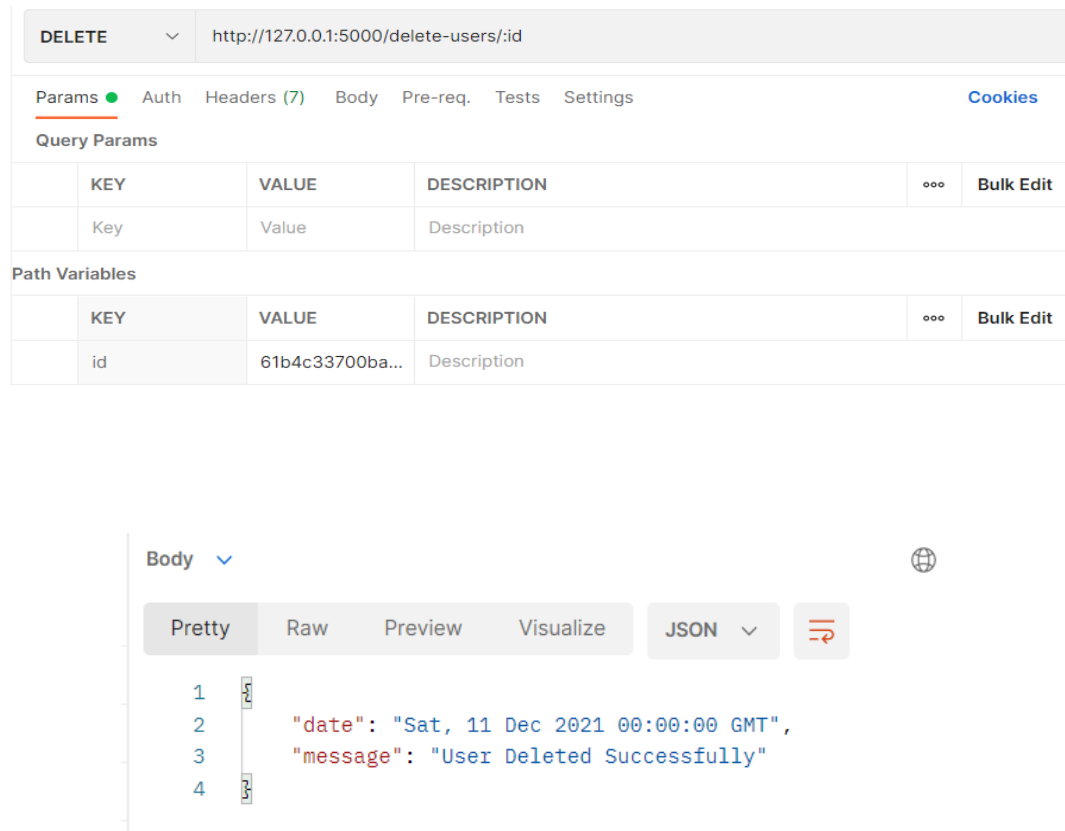 DELETE http://127.0.0.1:5000/delete-users/:id
Params Auth Headers (7) Body Pre-req. Tests Settings Cookies
Query Params
KEY VALUE DESCRIPTION ooo Bulk Edit
Key Value Description
Path Variables
KEY VALUE DESCRIPTION ooo Bulk Edit
id 61b4c33700ba... Description
Body
Pretty Raw Preview Visualize JSON
1 {
2 "date": "Sat, 11 Dec 2021 00:00:00 GMT",
3 "message": "User Deleted Successfully"
4 }